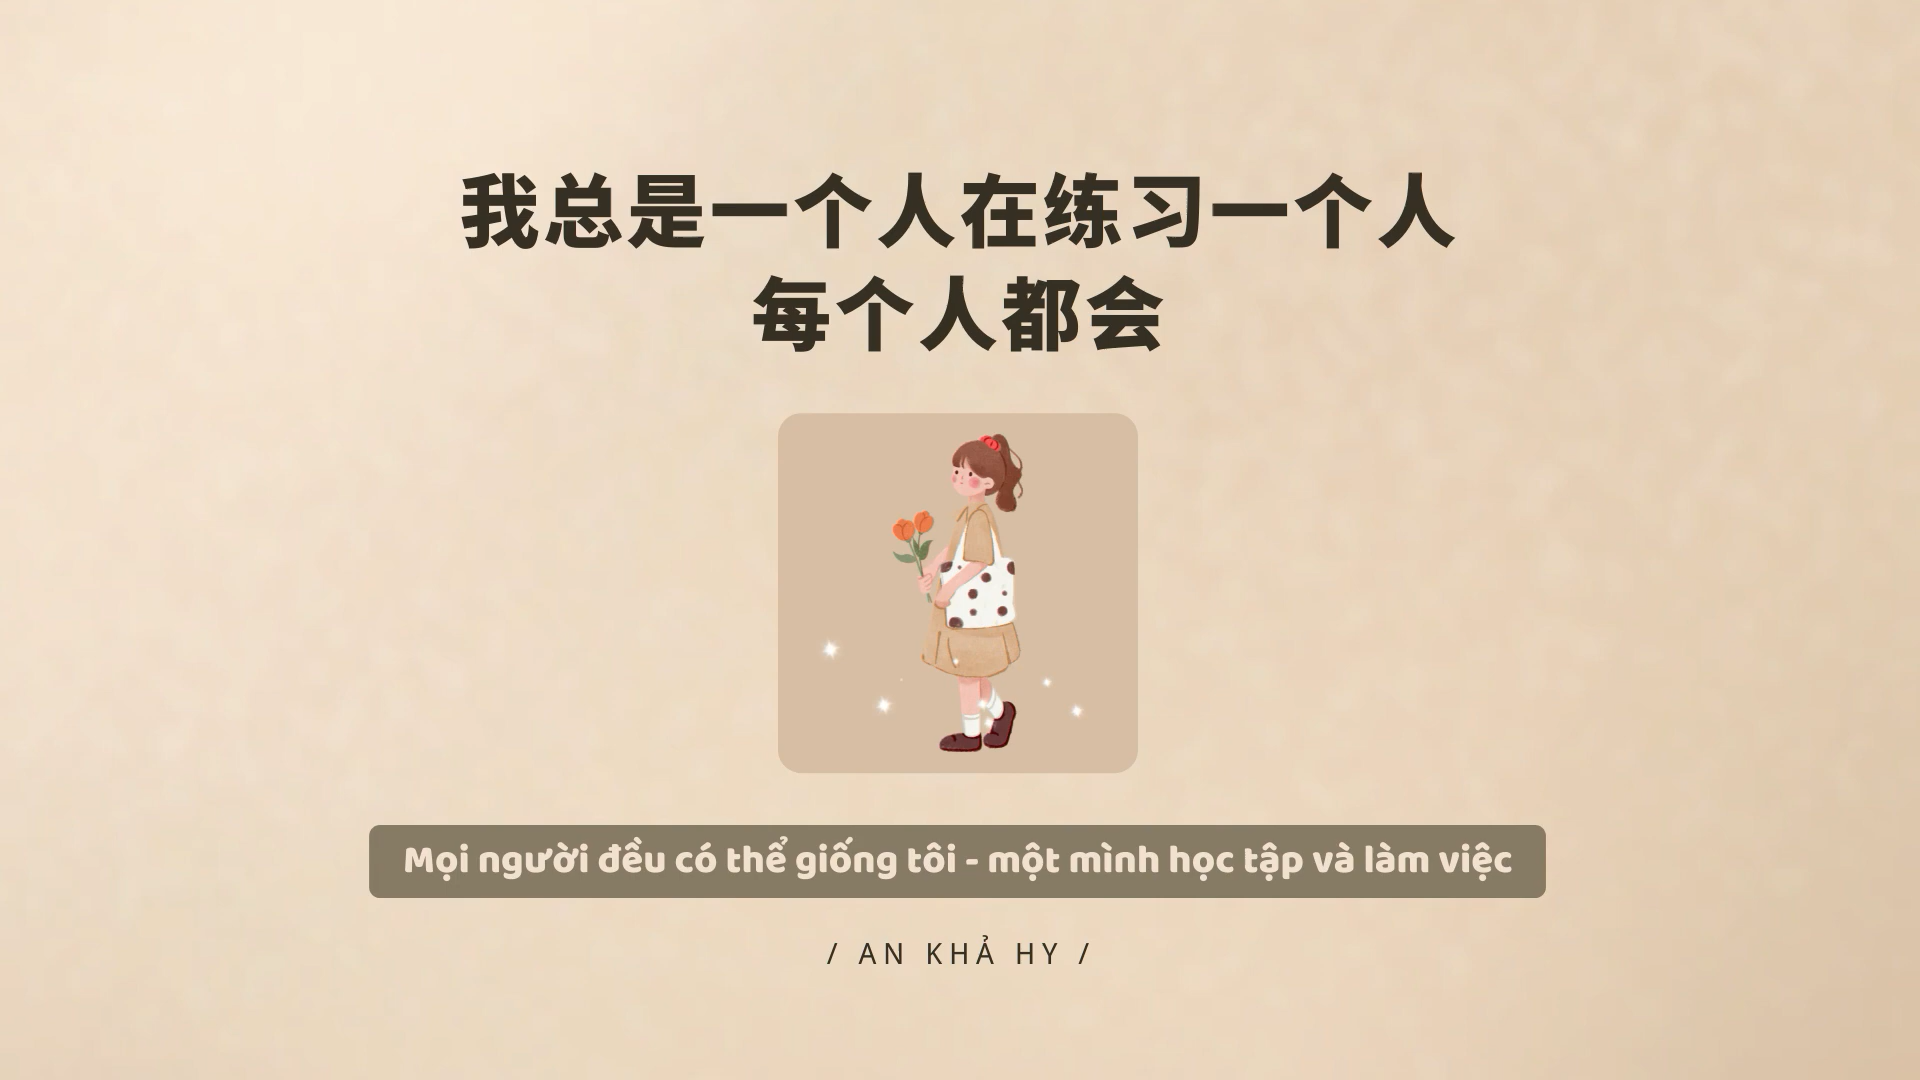 我总是一个人在练习一个人
每个人都会
Mọi người đều có thể giống tôi - một mình học tập và làm việc
/ AN KHẢ HY /